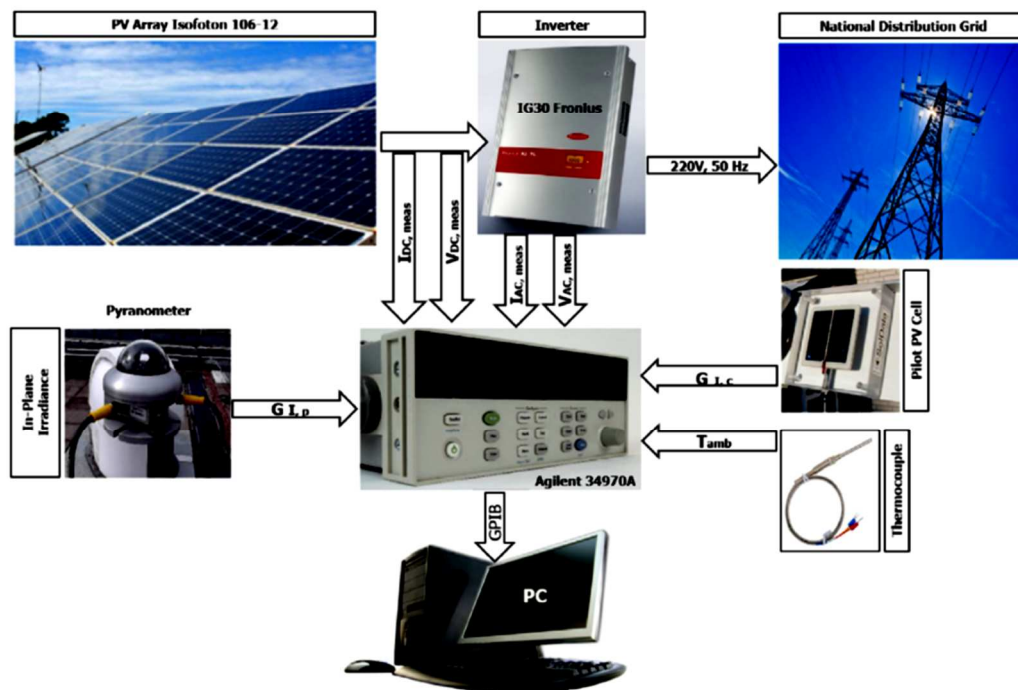 PV Array Isofoton 106-12
Inverter
National Distribution Grid
IG30 Fronius
220V, 50 Hz
IDC, meas
VDC, meas
IAC, meas
VAC, meas
Pyranometer
In-Plane
Irradiance
G I,p
G I,c
Pilot PV Cell
Tamb
Thermocouple
Agilent 34970A
GPIB
PC